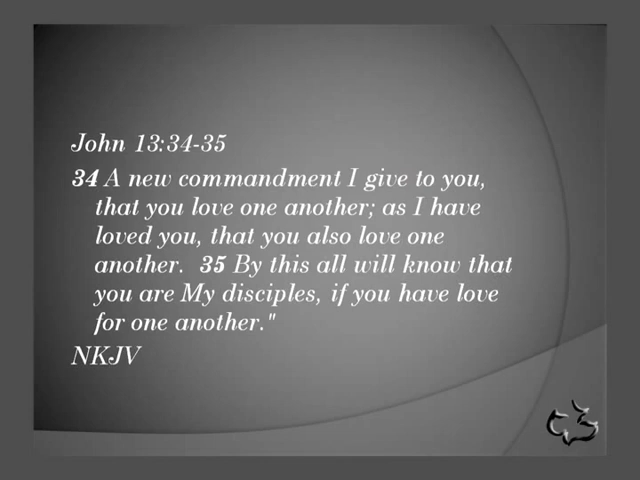 John 13:34-35
34 A new commandment I give to you,
that you love one another; as I have
loved you, that you also love one
another.  35 By this all will know that
you are My disciples, if you have love
for one another."
NKJV